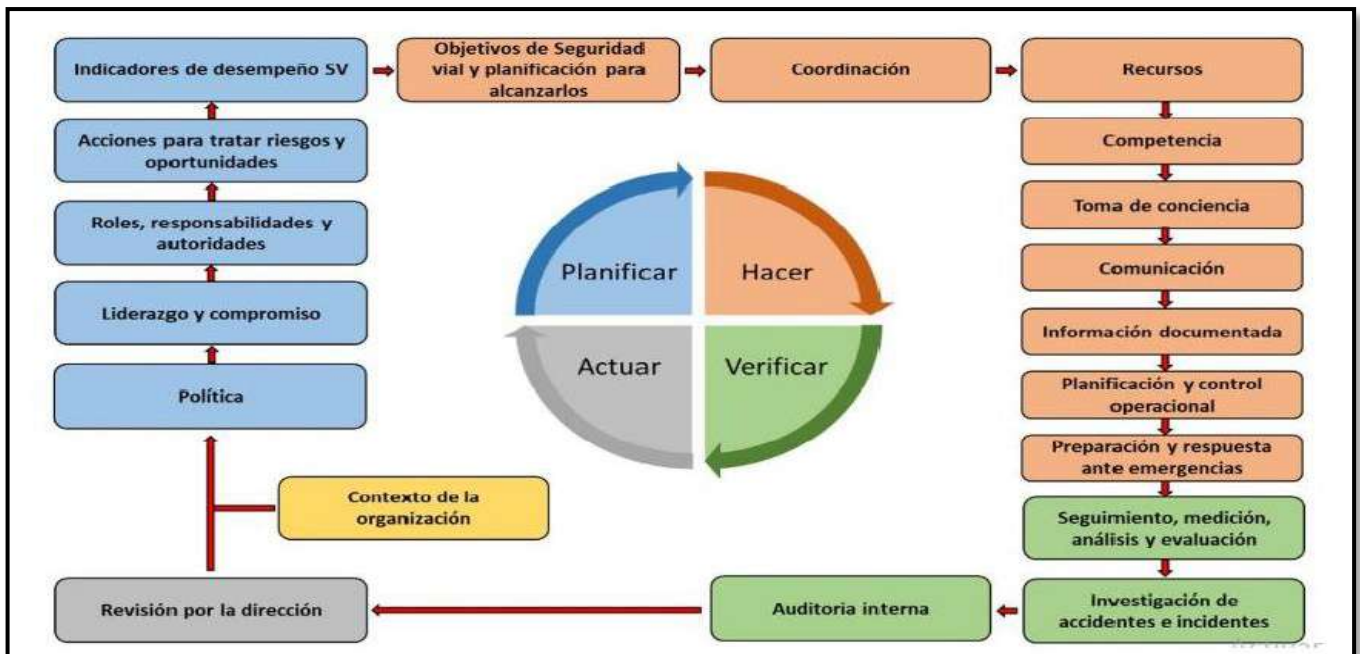 Indicadores de desempeño SV
Objetivos de Seguridad
vial y planificación para
alcanzarlos
Coordinación
Recursos
Acciones para tratar riesgos y
oportunidades
Competencia
Roles, responsabilidades y
autoridades
Toma de conciencia
Liderazgo y compromiso
Comunicación
Política
Información documentada
Planificar
Hacer
Actuar
Verificar
Planificación y control
operacional
Preparación y respuesta
ante emergencias
Contexto de la
organización
Seguimiento, medición,
análisis y evaluación
Revisión por la dirección
Auditoria interna
Investigación de
accidentes e incidentes